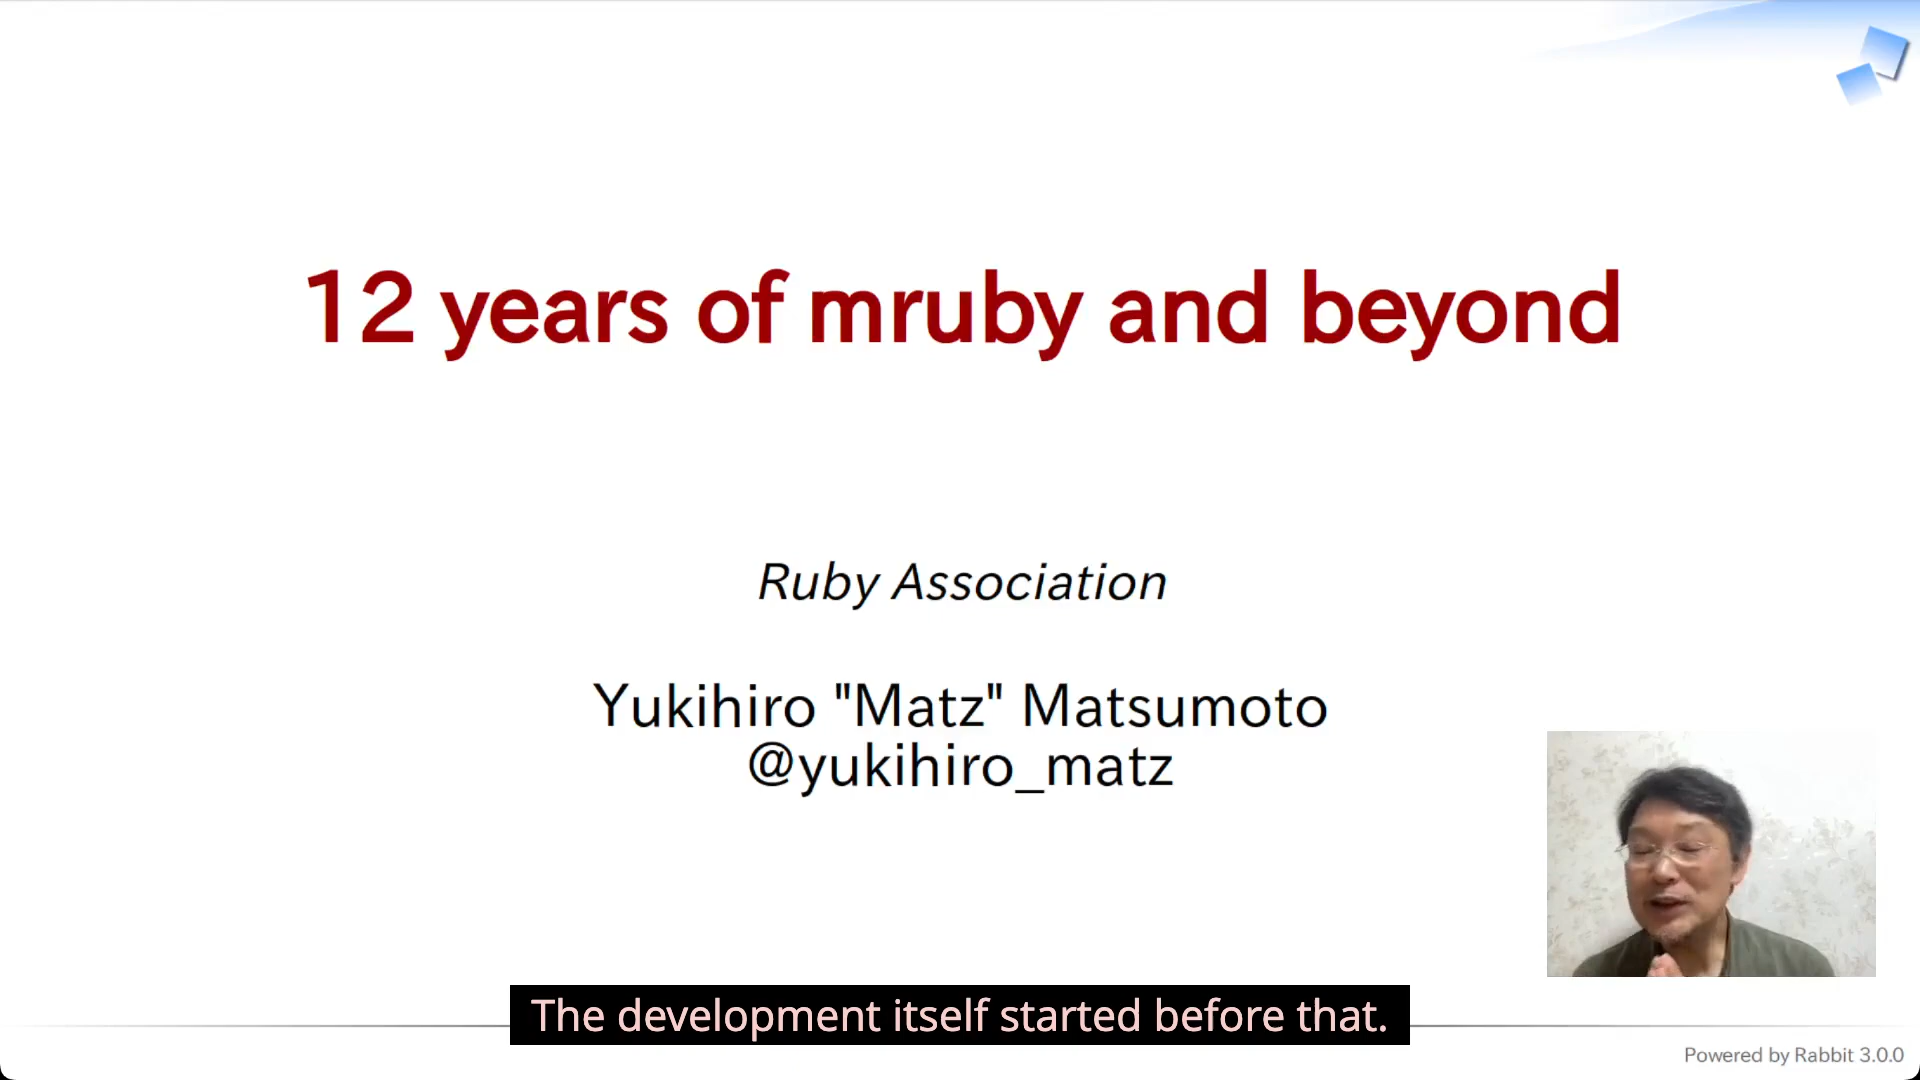 12 years of mruby and beyond
Ruby Association
Yukihiro "Matz" Matsumoto
@yukihiro_matz
The development itself started before that.
Powered by Rabbit 3.0.0